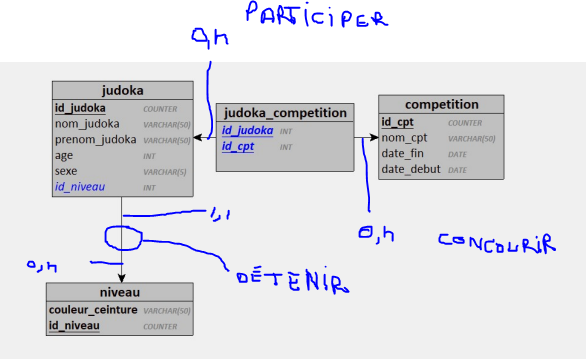 PARTICIPER
0,n
judoka
id_judoka COUNTER
nom_judoka VARCHAR(50)
prenom_judoka VARCHAR(50)
age INT
sexe VARCHAR(5)
id_niveau INT
judoka_competition
id_judoka INT
id_cpt INT
competition
id_cpt COUNTER
nom_cpt VARCHAR(50)
date_fin DATE
date_debut DATE
1,1
0,n
CONCOURIR
0,n
DÉTENIR
niveau
couleur_ceinture VARCHAR(50)
id_niveau COUNTER